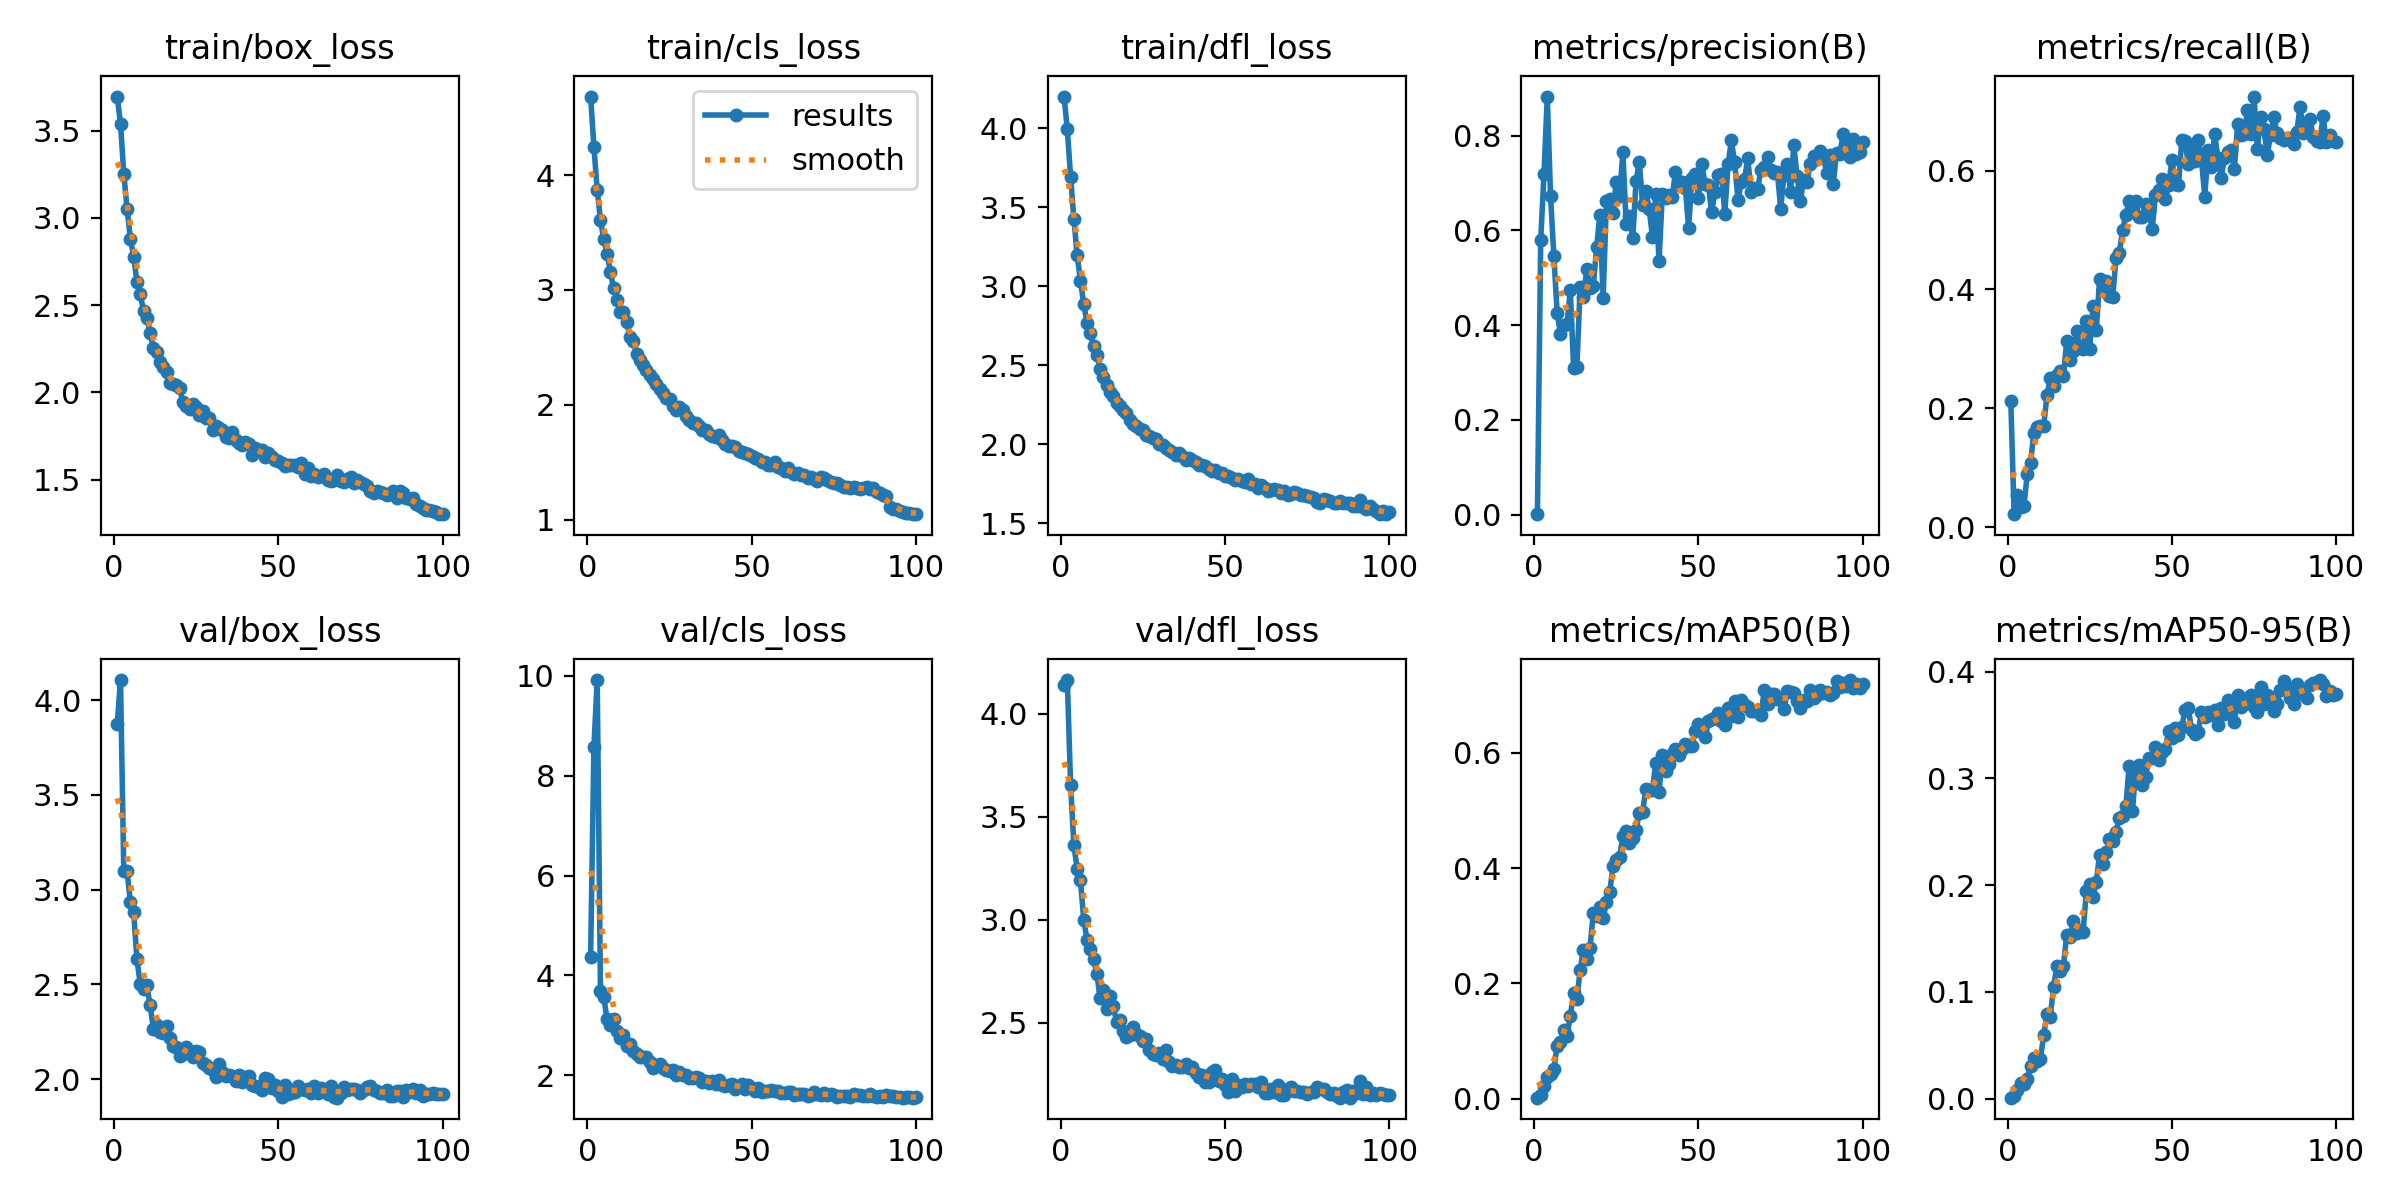 train/box_loss
train/cls_loss
train/dfl_loss
metrics/precision(B)
metrics/recall(B)
3.5
3.0
2.5
2.0
1.5
0 50 100
results
smooth
4
3
2
1
0 50 100
4.0
3.5
3.0
2.5
2.0
1.5
0 50 100
0.8
0.6
0.4
0.2
0.0
0 50 100
0.6
0.4
0.2
0.0
0 50 100
val/box_loss
val/cls_loss
val/dfl_loss
metrics/mAP50(B)
metrics/mAP50-95(B)
4.0
3.5
3.0
2.5
2.0
0 50 100
10
8
6
4
2
0 50 100
4.0
3.5
3.0
2.5
0 50 100
0.6
0.4
0.2
0.0
0 50 100
0.4
0.3
0.2
0.1
0.0
0 50 100